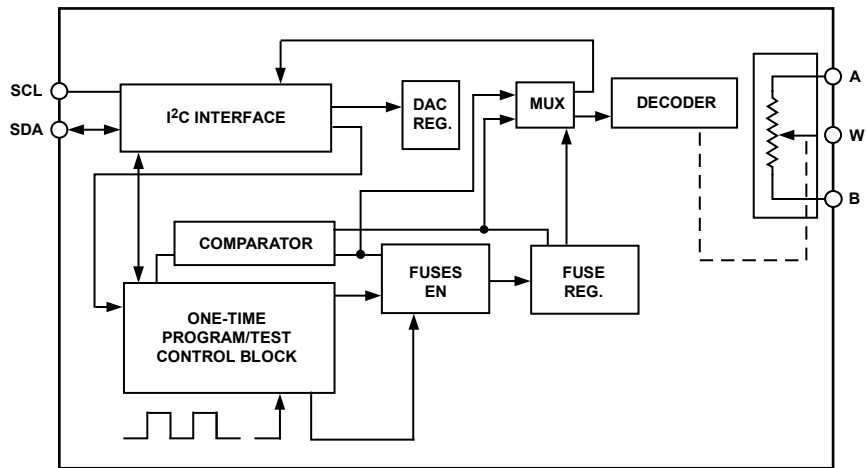 SCL
SDA
I²C INTERFACE
DAC
REG.
MUX
DECODER
A
W
B
COMPARATOR
FUSES
EN
FUSE
REG.
ONE-TIME
PROGRAM/TEST
CONTROL BLOCK